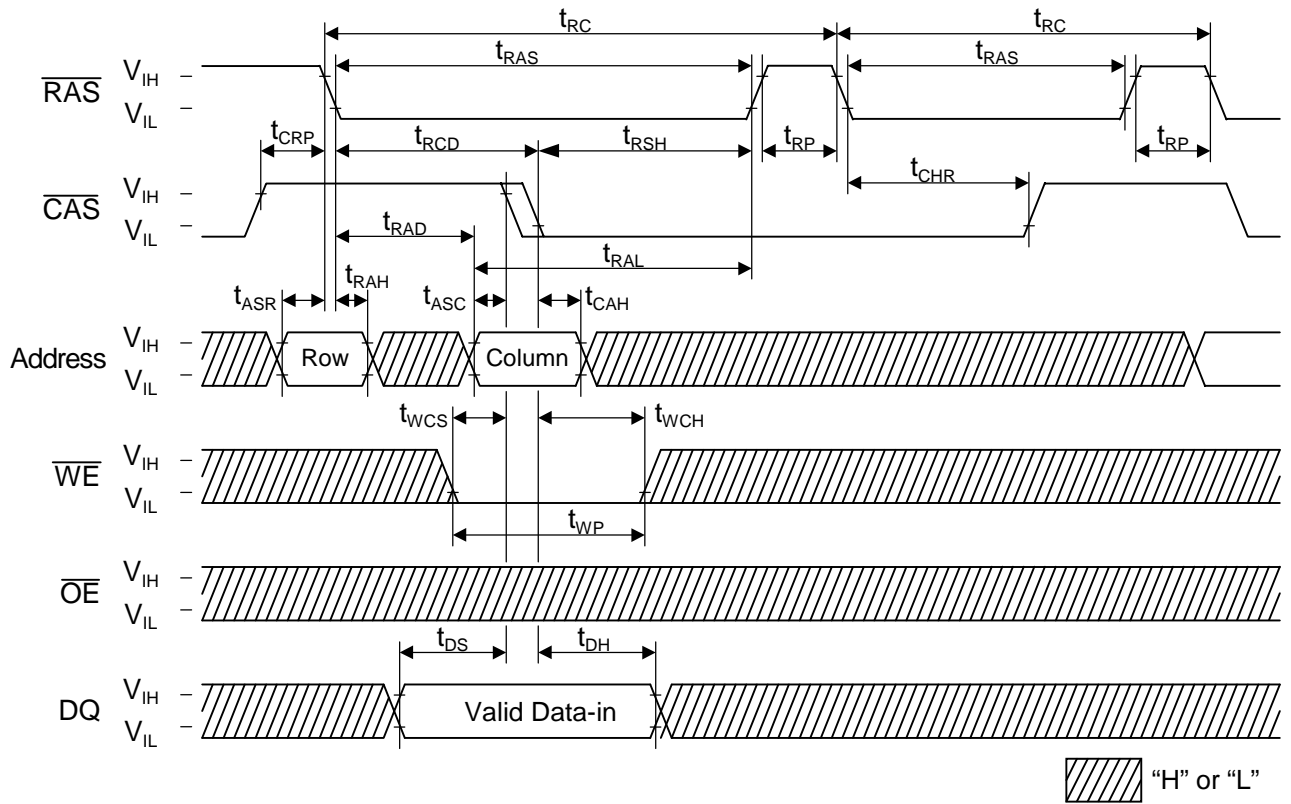 tRC tRC
tRAS tRAS
RAS VIH
VIL
tCRP tRCD tRSH tRP tRP
CAS VIH
VIL
tCHR
tRAD
tRAL
tRAH
tASR tASC tCAH
Address VIH
VIL
Row Column
tWCS tWCH
WE VIH
VIL
tWP
OE VIH
VIL
tDS tDH
DQ VIH
VIL
Valid Data-in
“H” or “L”